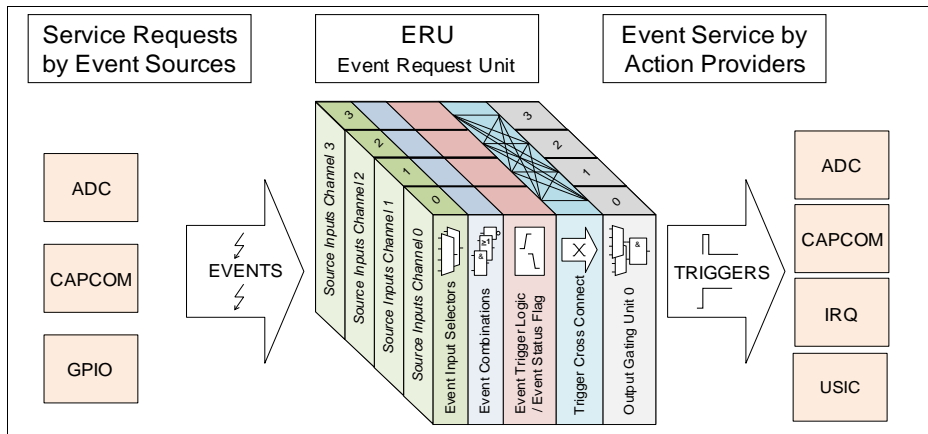 Service Requests
by Event Sources
ERU
Event Request Unit
Event Service by
Action Providers
ADC
CAPCOM
GPIO
EVENTS
3
2
1
0
3
2
1
0
Source Inputs Channel 3
Source Inputs Channel 2
Source Inputs Channel 1
Source Inputs Channel 0
Event Input Selectors
&
≥1
Event Combinations
Event Trigger Logic
/ Event Status Flag
X
Trigger Cross Connect
&
Output Gating Unit 0
TRIGGERS
ADC
CAPCOM
IRQ
USIC